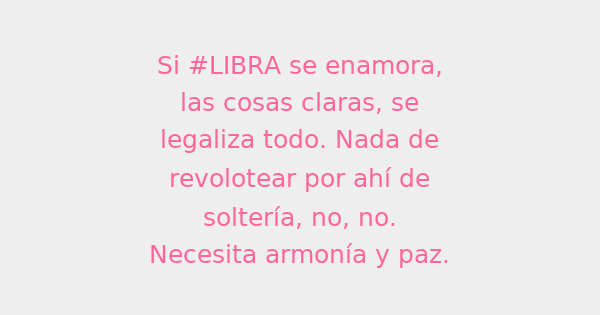 Si #LIBRA se enamora,
las cosas claras, se
legaliza todo. Nada de
revolotear por ahí de
soltería, no, no.
Necesita armonía y paz.